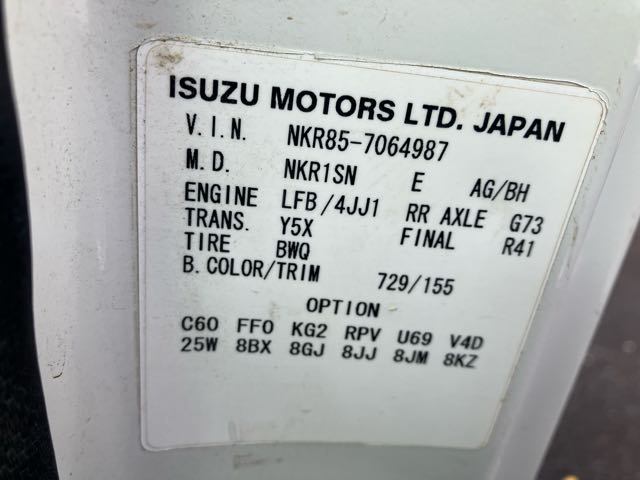 ISUZU MOTORS LTD. JAPAN
V.I.N. NKR85-7064987
M.D. NKR1SN E AG/BH
ENGINE LFB/4JJ1 RR AXLE G73
TRANS. Y5X FINAL R41
TIRE BWQ
B.COLOR/TRIM 729/155
OPTION
C60 FF0 KG2 RPV U69 V4D
25W 8BX 8GJ 8JJ 8JM 8KZ